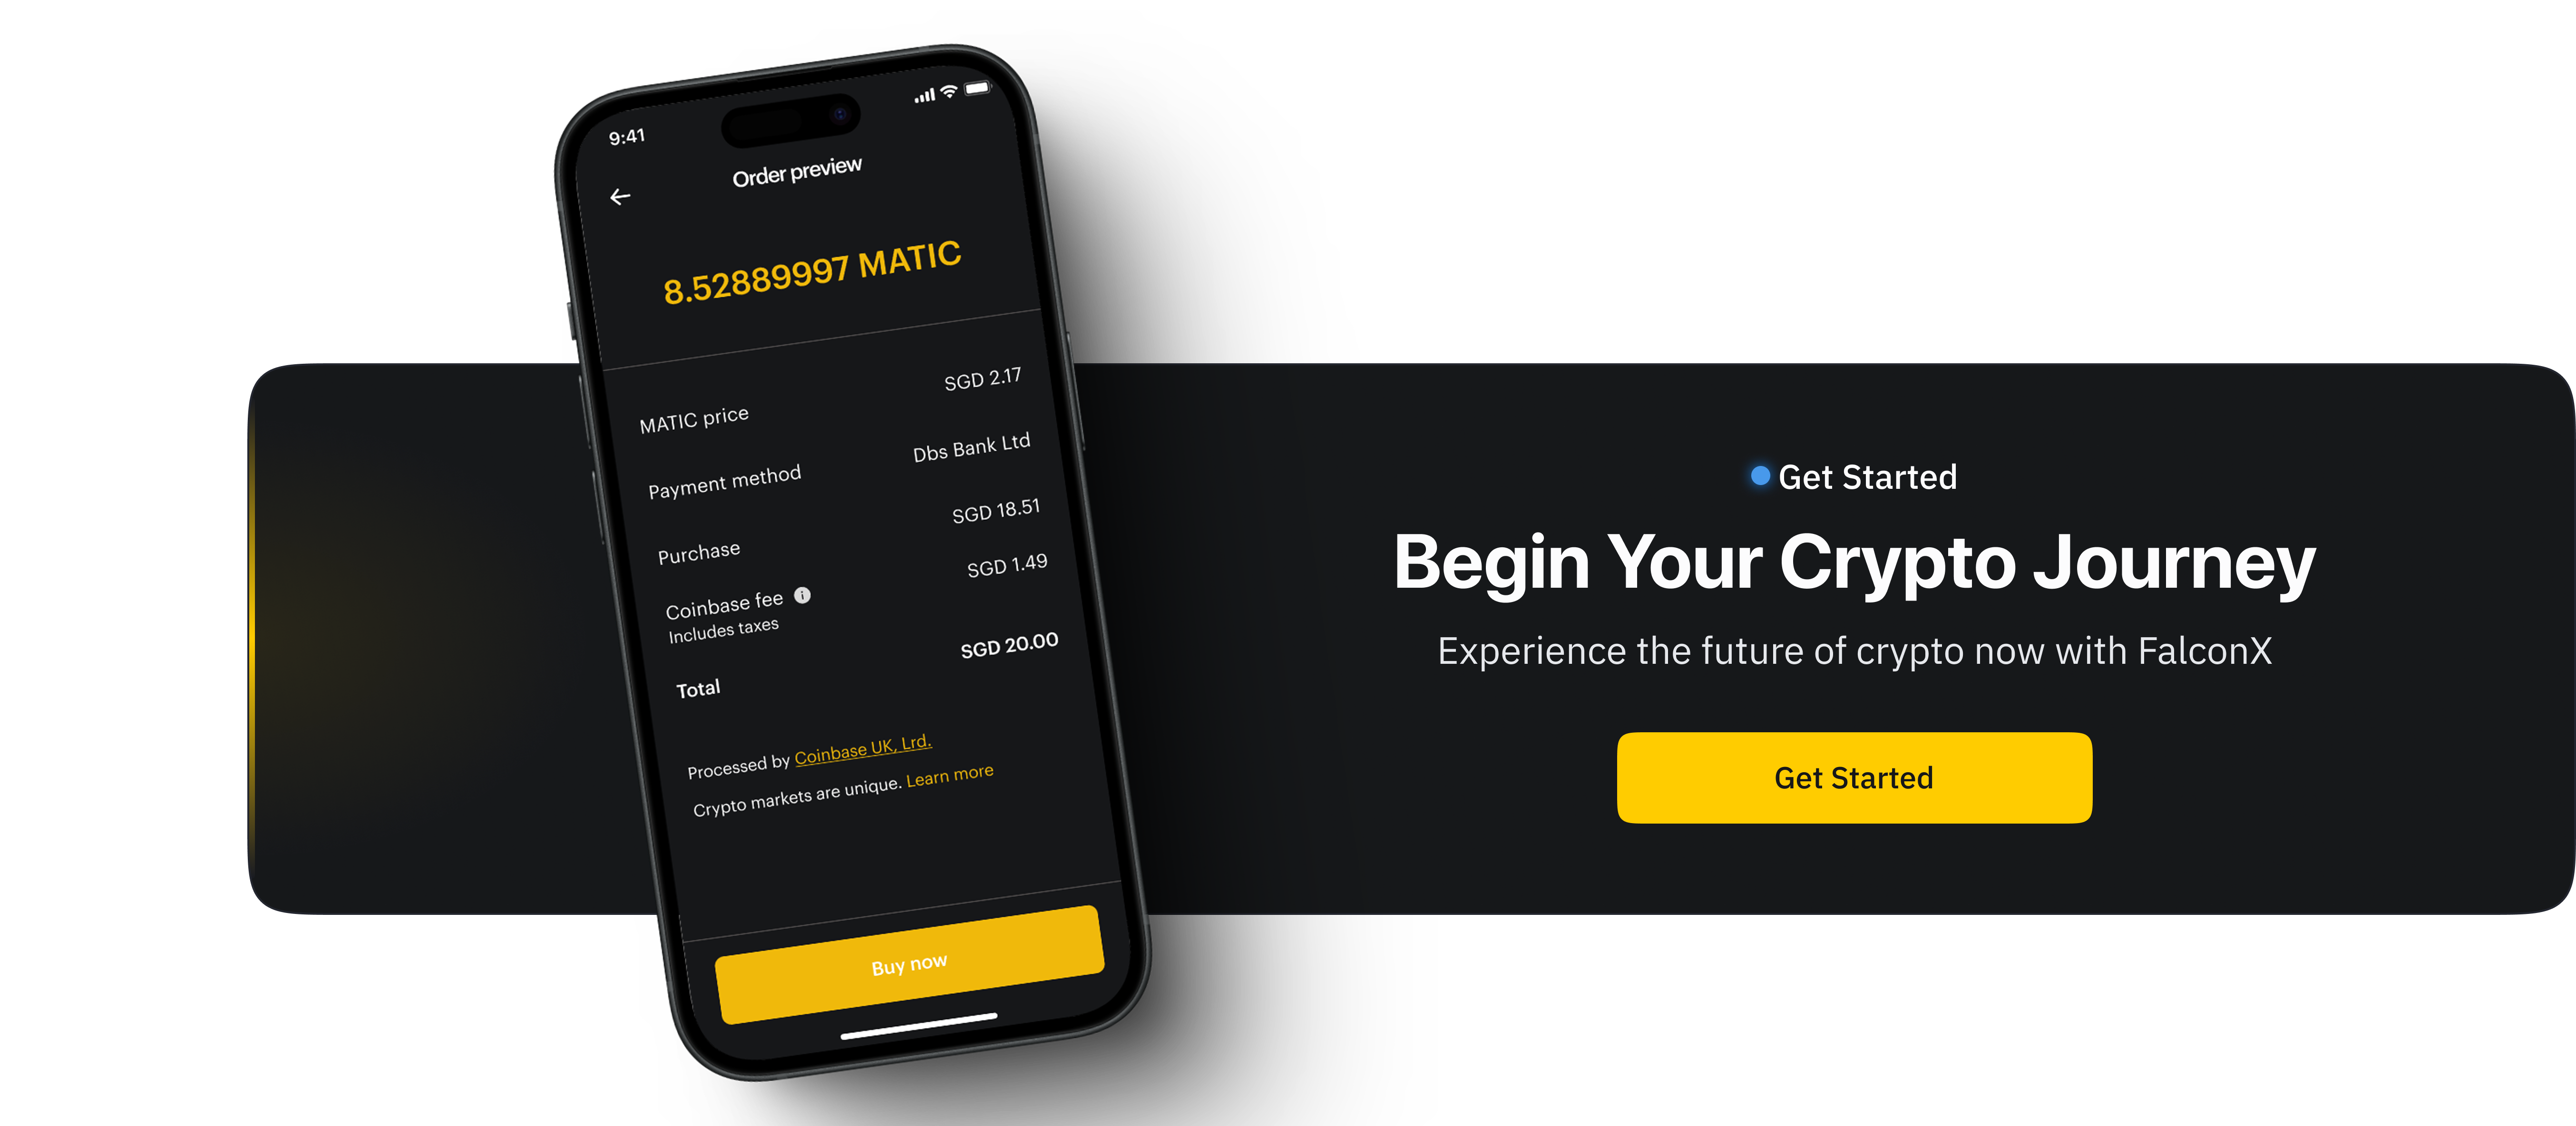 9:41
Order preview
8.52889997 MATIC
MATIC price SGD 2.17
Payment method Dbs Bank Ltd
Purchase SGD 18.51
Coinbase fee SGD 1.49
Includes taxes
Total SGD 20.00
Processed by Coinbase UK, Lrd.
Crypto markets are unique. Learn more
Buy now
Get Started
Begin Your Crypto Journey
Experience the future of crypto now with FalconX
Get Started